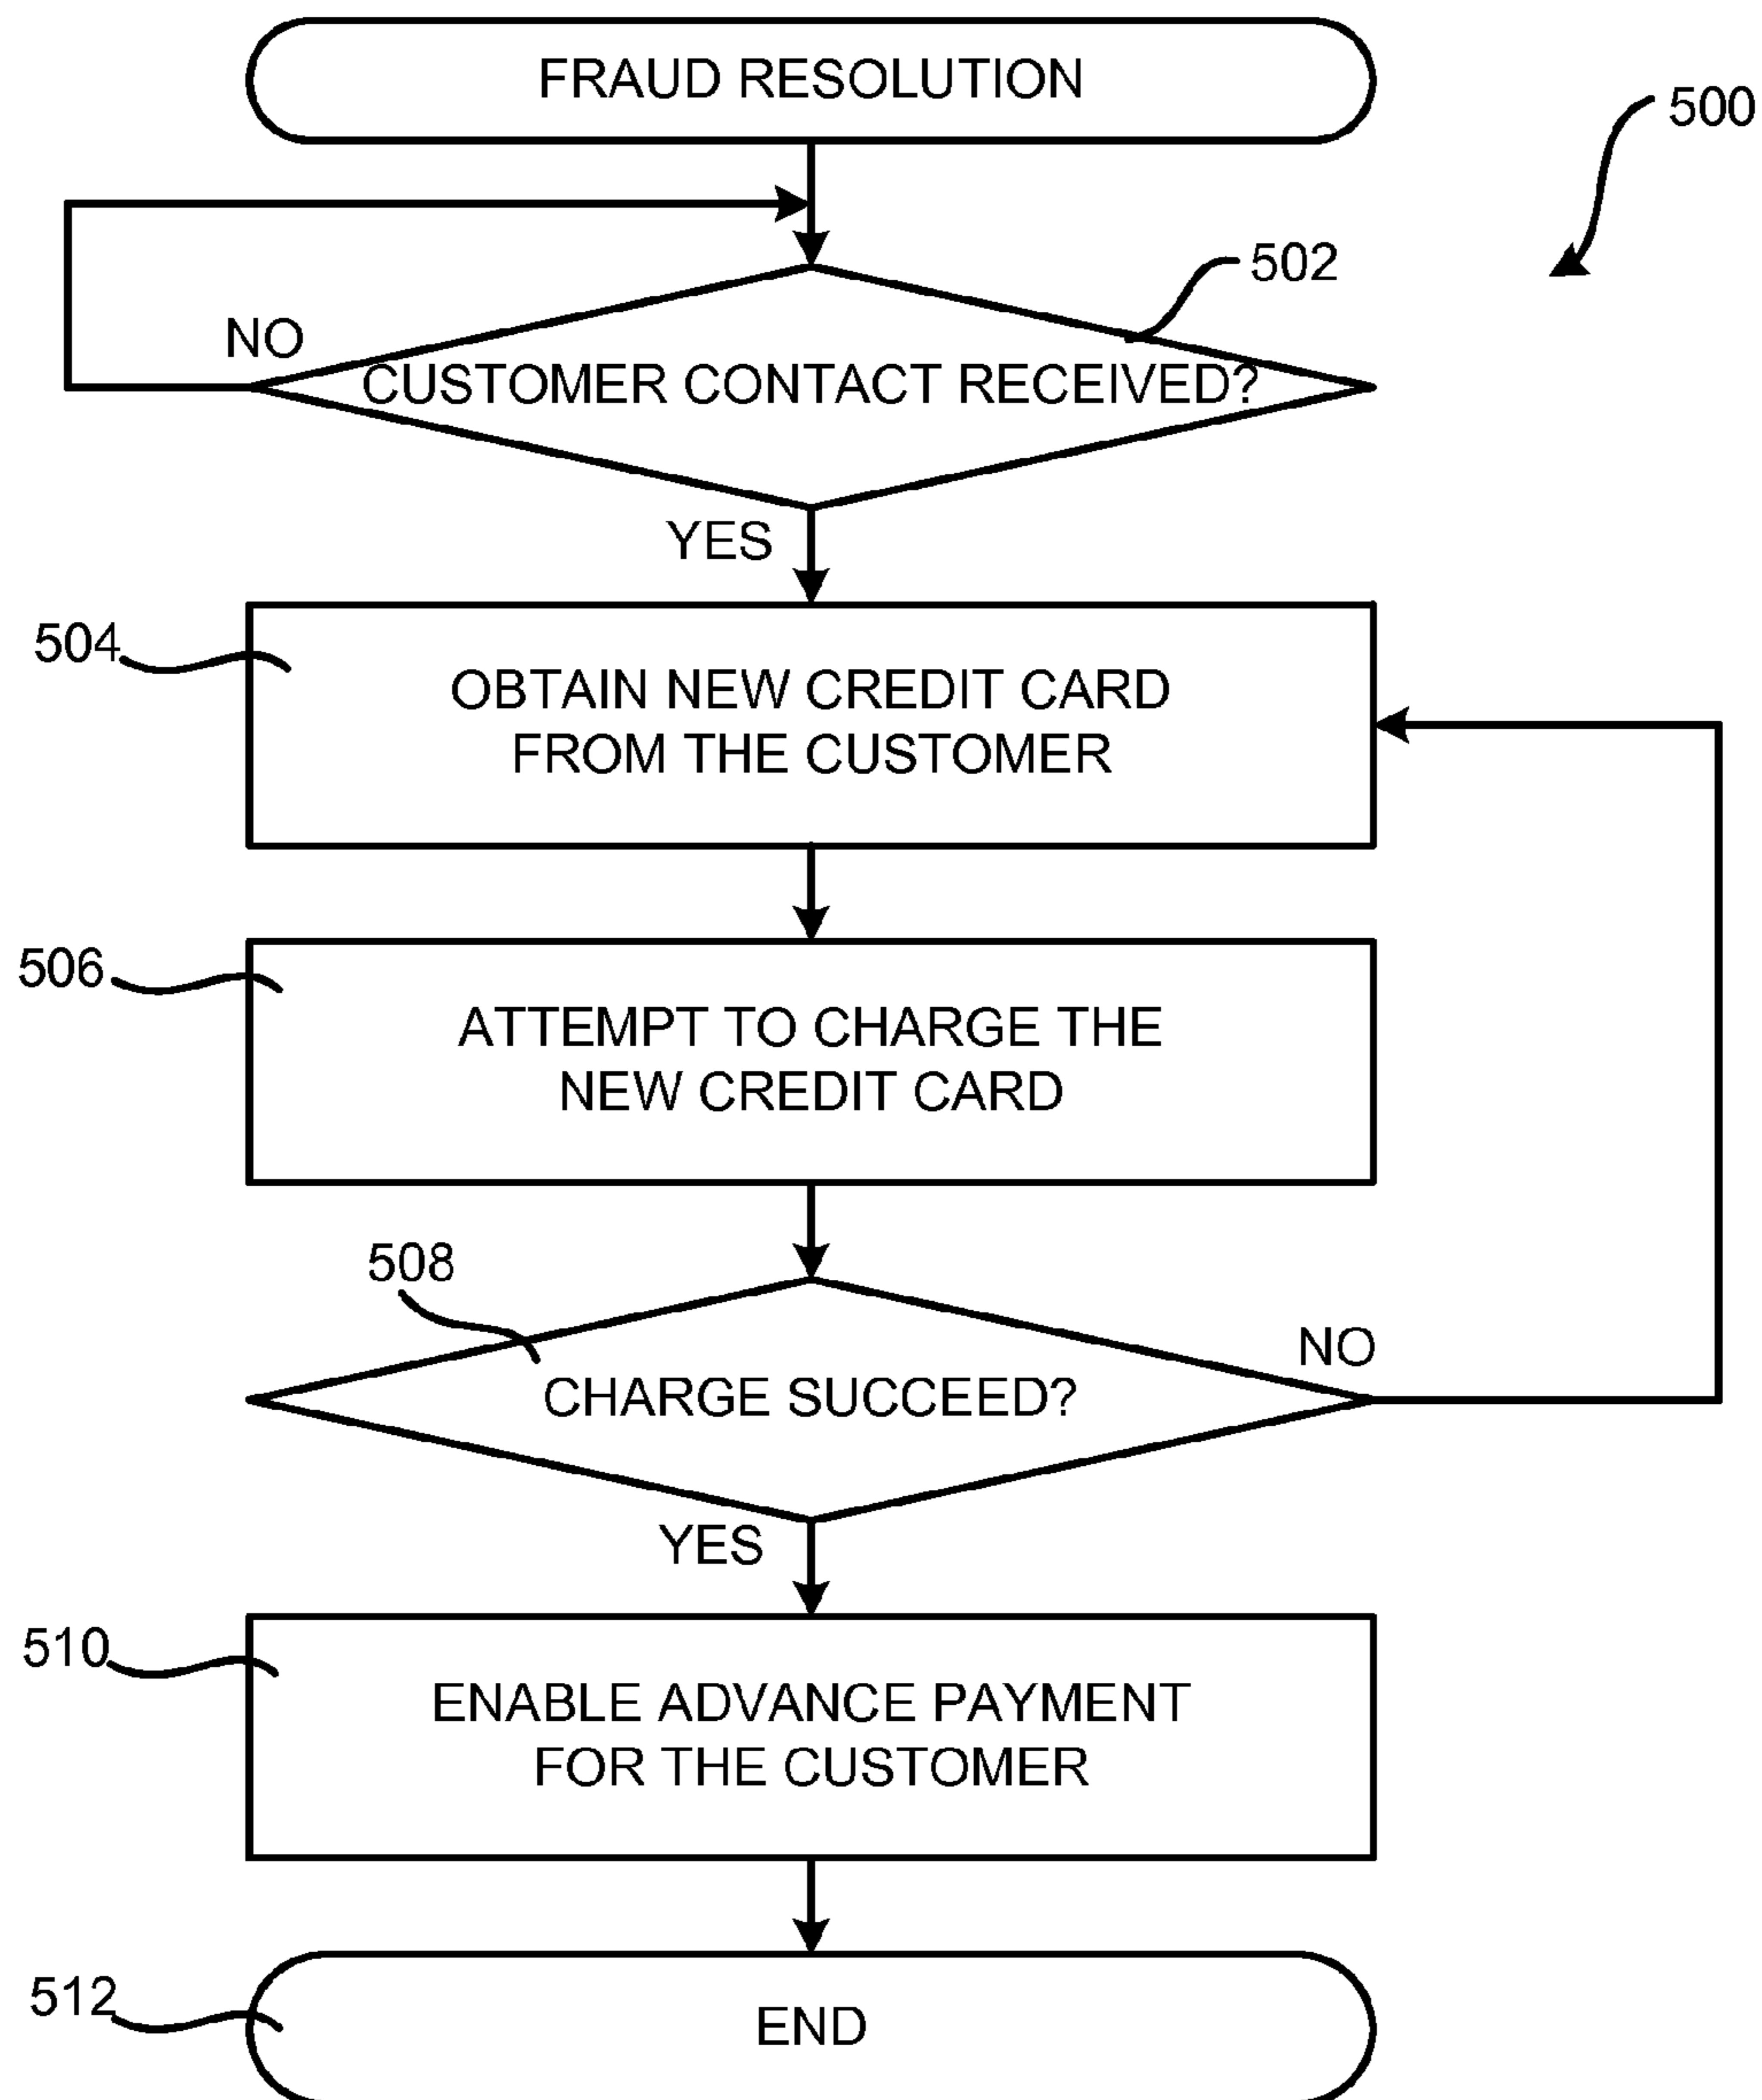 FRAUD RESOLUTION
500
502
NO
CUSTOMER CONTACT RECEIVED?
YES
504
OBTAIN NEW CREDIT CARD
FROM THE CUSTOMER
506
ATTEMPT TO CHARGE THE
NEW CREDIT CARD
508
NO
CHARGE SUCCEED?
YES
510
ENABLE ADVANCE PAYMENT
FOR THE CUSTOMER
512
END